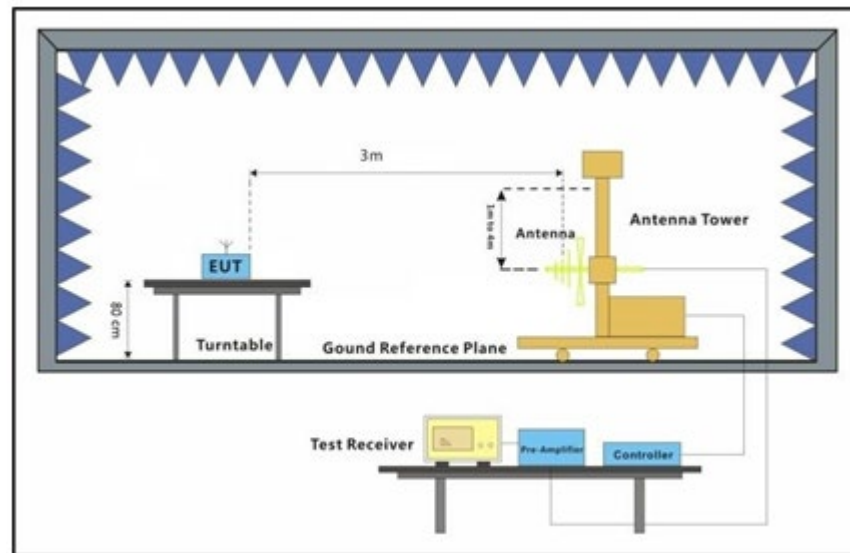 3m
1m to 4m
Antenna
Antenna Tower
EUT
80 cm
Turntable
Gound Reference Plane
Test Receiver
Pre-Amplifier
Controller